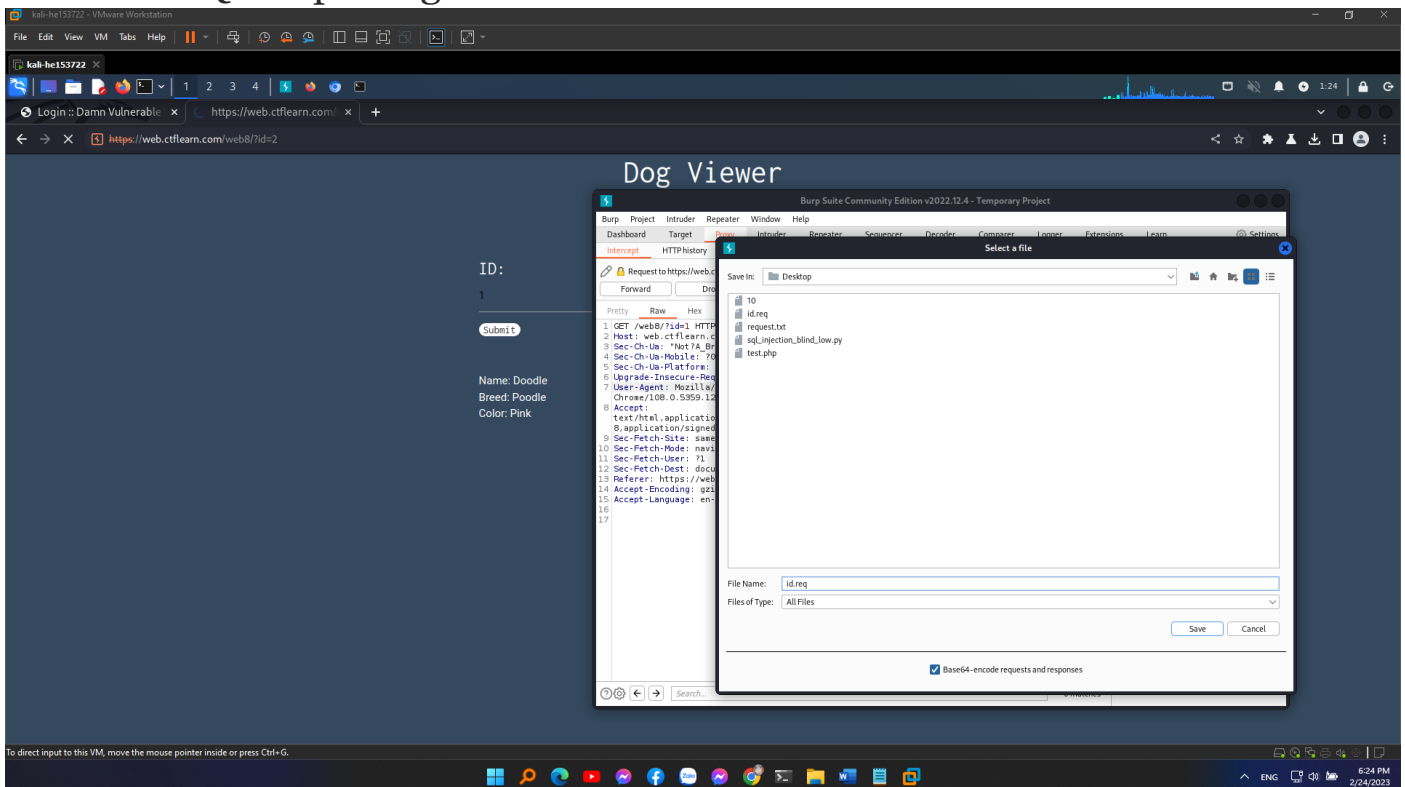 kali-he153722 - VMware Workstation
File Edit View VM Tabs Help
kali-he153722
1 2 3 4
1:24
Login :: Damn Vulnerable
https://web.ctflearn.com/
https://web.ctflearn.com/web8/?id=2
Dog Viewer
ID:
1
Submit
Name: Doodle
Breed: Poodle
Color: Pink
Burp Suite Community Edition v2022.12.4 - Temporary Project
Burp Project Intruder Repeater Window Help
Dashboard Target Proxy Intruder Repeater Sequencer Decoder Comparer Logger Extensions Learn Settings
Intercept HTTP history
Request to https://web.c
Forward Dro
Pretty Raw Hex
1 GET /web8/?id=1 HTTP
2 Host: web.ctflearn.c
3 Sec-Ch-Ua: "Not?A_Br
4 Sec-Ch-Ua-Mobile: ?0
5 Sec-Ch-Ua-Platform:
6 Upgrade-Insecure-Req
7 User-Agent: Mozilla/
Chrome/108.0.5359.12
8 Accept:
text/html,applicatio
8,application/signed
9 Sec-Fetch-Site: same
10 Sec-Fetch-Mode: navi
11 Sec-Fetch-User: ?1
12 Sec-Fetch-Dest: docu
13 Referer: https://web
14 Accept-Encoding: gzi
15 Accept-Language: en-
16
17
Search...
Select a file
Save In: Desktop
10
id.req
request.txt
sql_injection_blind_low.py
test.php
File Name: id.req
Files of Type: All Files
Save Cancel
Base64-encode requests and responses
To direct input to this VM, move the mouse pointer inside or press Ctrl+G.
Zalo
ENG
6:24 PM
2/24/2023